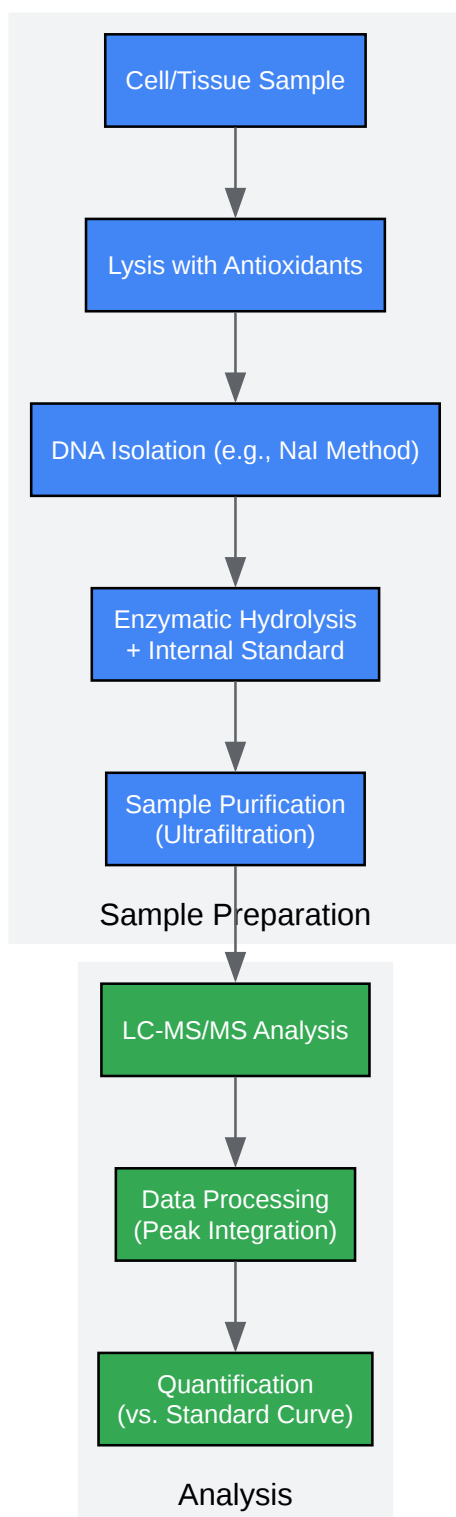 Cell/Tissue Sample
Lysis with Antioxidants
DNA Isolation (e.g., NaI Method)
Enzymatic Hydrolysis
+ Internal Standard
Sample Purification
(Ultrafiltration)
Sample Preparation
LC-MS/MS Analysis
Data Processing
(Peak Integration)
Quantification
(vs. Standard Curve)
Analysis